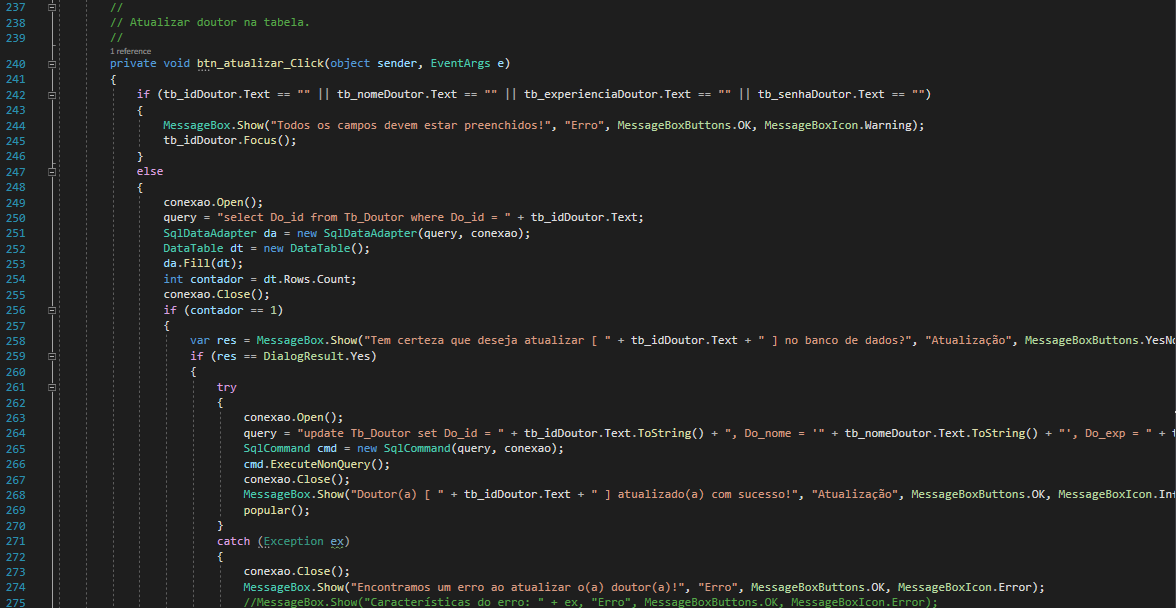 237 //
238 // Atualizar doutor na tabela.
239 //
1 reference
240 private void btn_atualizar_Click(object sender, EventArgs e)
241 {
242 if (tb_idDoutor.Text == "" || tb_nomeDoutor.Text == "" || tb_experienciaDoutor.Text == "" || tb_senhaDoutor.Text == "")
243 {
244 MessageBox.Show("Todos os campos devem estar preenchidos!", "Erro", MessageBoxButtons.OK, MessageBoxIcon.Warning);
245 tb_idDoutor.Focus();
246 }
247 else
248 {
249 conexao.Open();
250 query = "select Do_id from Tb_Doutor where Do_id = " + tb_idDoutor.Text;
251 SqlDataAdapter da = new SqlDataAdapter(query, conexao);
252 DataTable dt = new DataTable();
253 da.Fill(dt);
254 int contador = dt.Rows.Count;
255 conexao.Close();
256 if (contador == 1)
257 {
258 var res = MessageBox.Show("Tem certeza que deseja atualizar [ " + tb_idDoutor.Text + " ] no banco de dados?", "Atualização", MessageBoxButtons.YesNo
259 if (res == DialogResult.Yes)
260 {
261 try
262 {
263 conexao.Open();
264 query = "update Tb_Doutor set Do_id = " + tb_idDoutor.Text.ToString() + ", Do_nome = '" + tb_nomeDoutor.Text.ToString() + "', Do_exp = " + t
265 SqlCommand cmd = new SqlCommand(query, conexao);
266 cmd.ExecuteNonQuery();
267 conexao.Close();
268 MessageBox.Show("Doutor(a) [ " + tb_idDoutor.Text + " ] atualizado(a) com sucesso!", "Atualização", MessageBoxButtons.OK, MessageBoxIcon.In
269 popular();
270 }
271 catch (Exception ex)
272 {
273 conexao.Close();
274 MessageBox.Show("Encontramos um erro ao atualizar o(a) doutor(a)!", "Erro", MessageBoxButtons.OK, MessageBoxIcon.Error);
275 //MessageBox.Show("Características do erro: " + ex, "Erro", MessageBoxButtons.OK, MessageBoxIcon.Error);